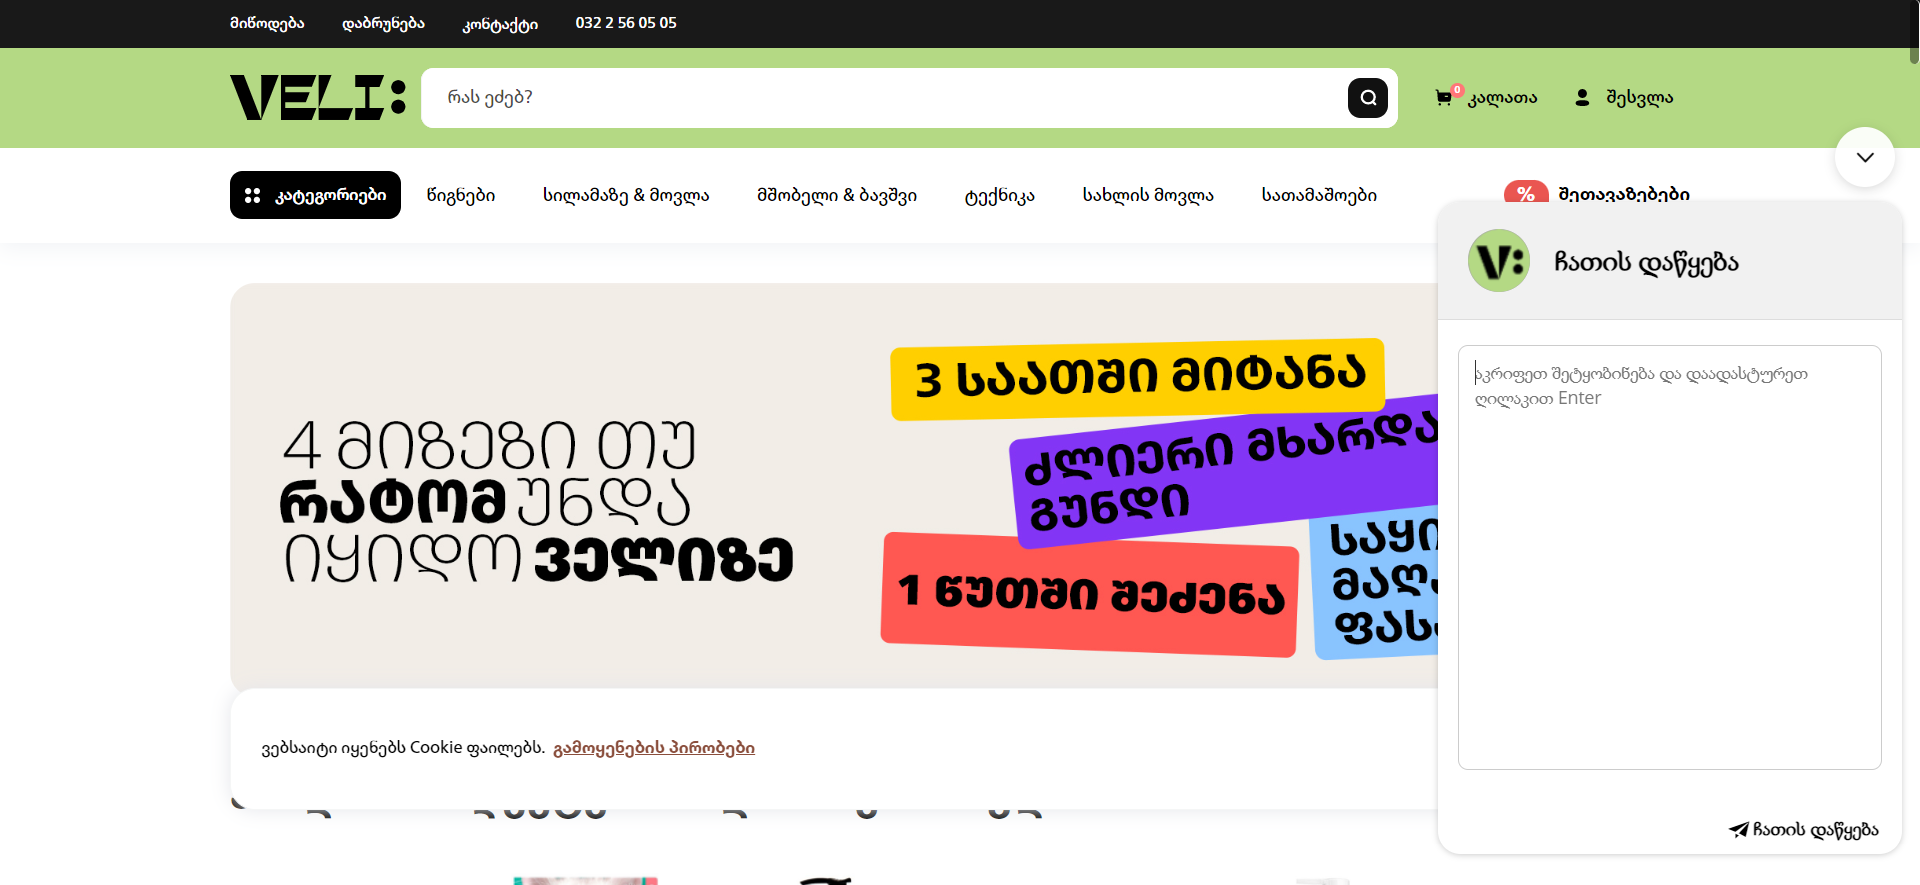 მიწოდება
დაბრუნება
კონტაქტი
032 2 56 05 05
VELI:
რას ეძებ?
0
კალათა
შესვლა
კატეგორიები
წიგნები
სილამაზე & მოვლა
მშობელი & ბავშვი
ტექნიკა
სახლის მოვლა
სათამაშოები
%
შეთავაზებები
4 მიზეზი თუ
რატომ უნდა
იყიდო ველიზე
3 საათში მიტანა
ძლიერი მხარდა
გუნდი
1 წუთში შეძენა
საყი
მაღა
ფას
V:
ჩათის დაწყება
აკრიფეთ შეტყობინება და დაადასტურეთ
ღილაკით Enter
ჩათის დაწყება
ვებსაიტი იყენებს Cookie ფაილებს. გამოყენების პირობები